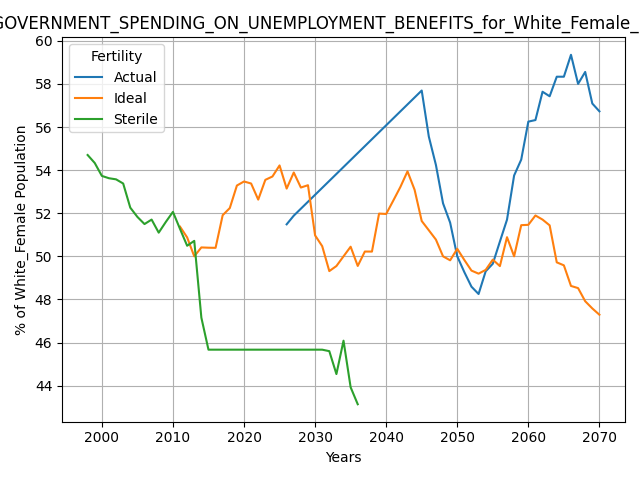 GOVERNMENT_SPENDING_ON_UNEMPLOYMENT_BENEFITS_for_White_Female_
60
58
56
54
52
50
48
46
44
% of White_Female Population
Fertility
Actual
Ideal
Sterile
2000 2010 2020 2030 2040 2050 2060 2070
Years